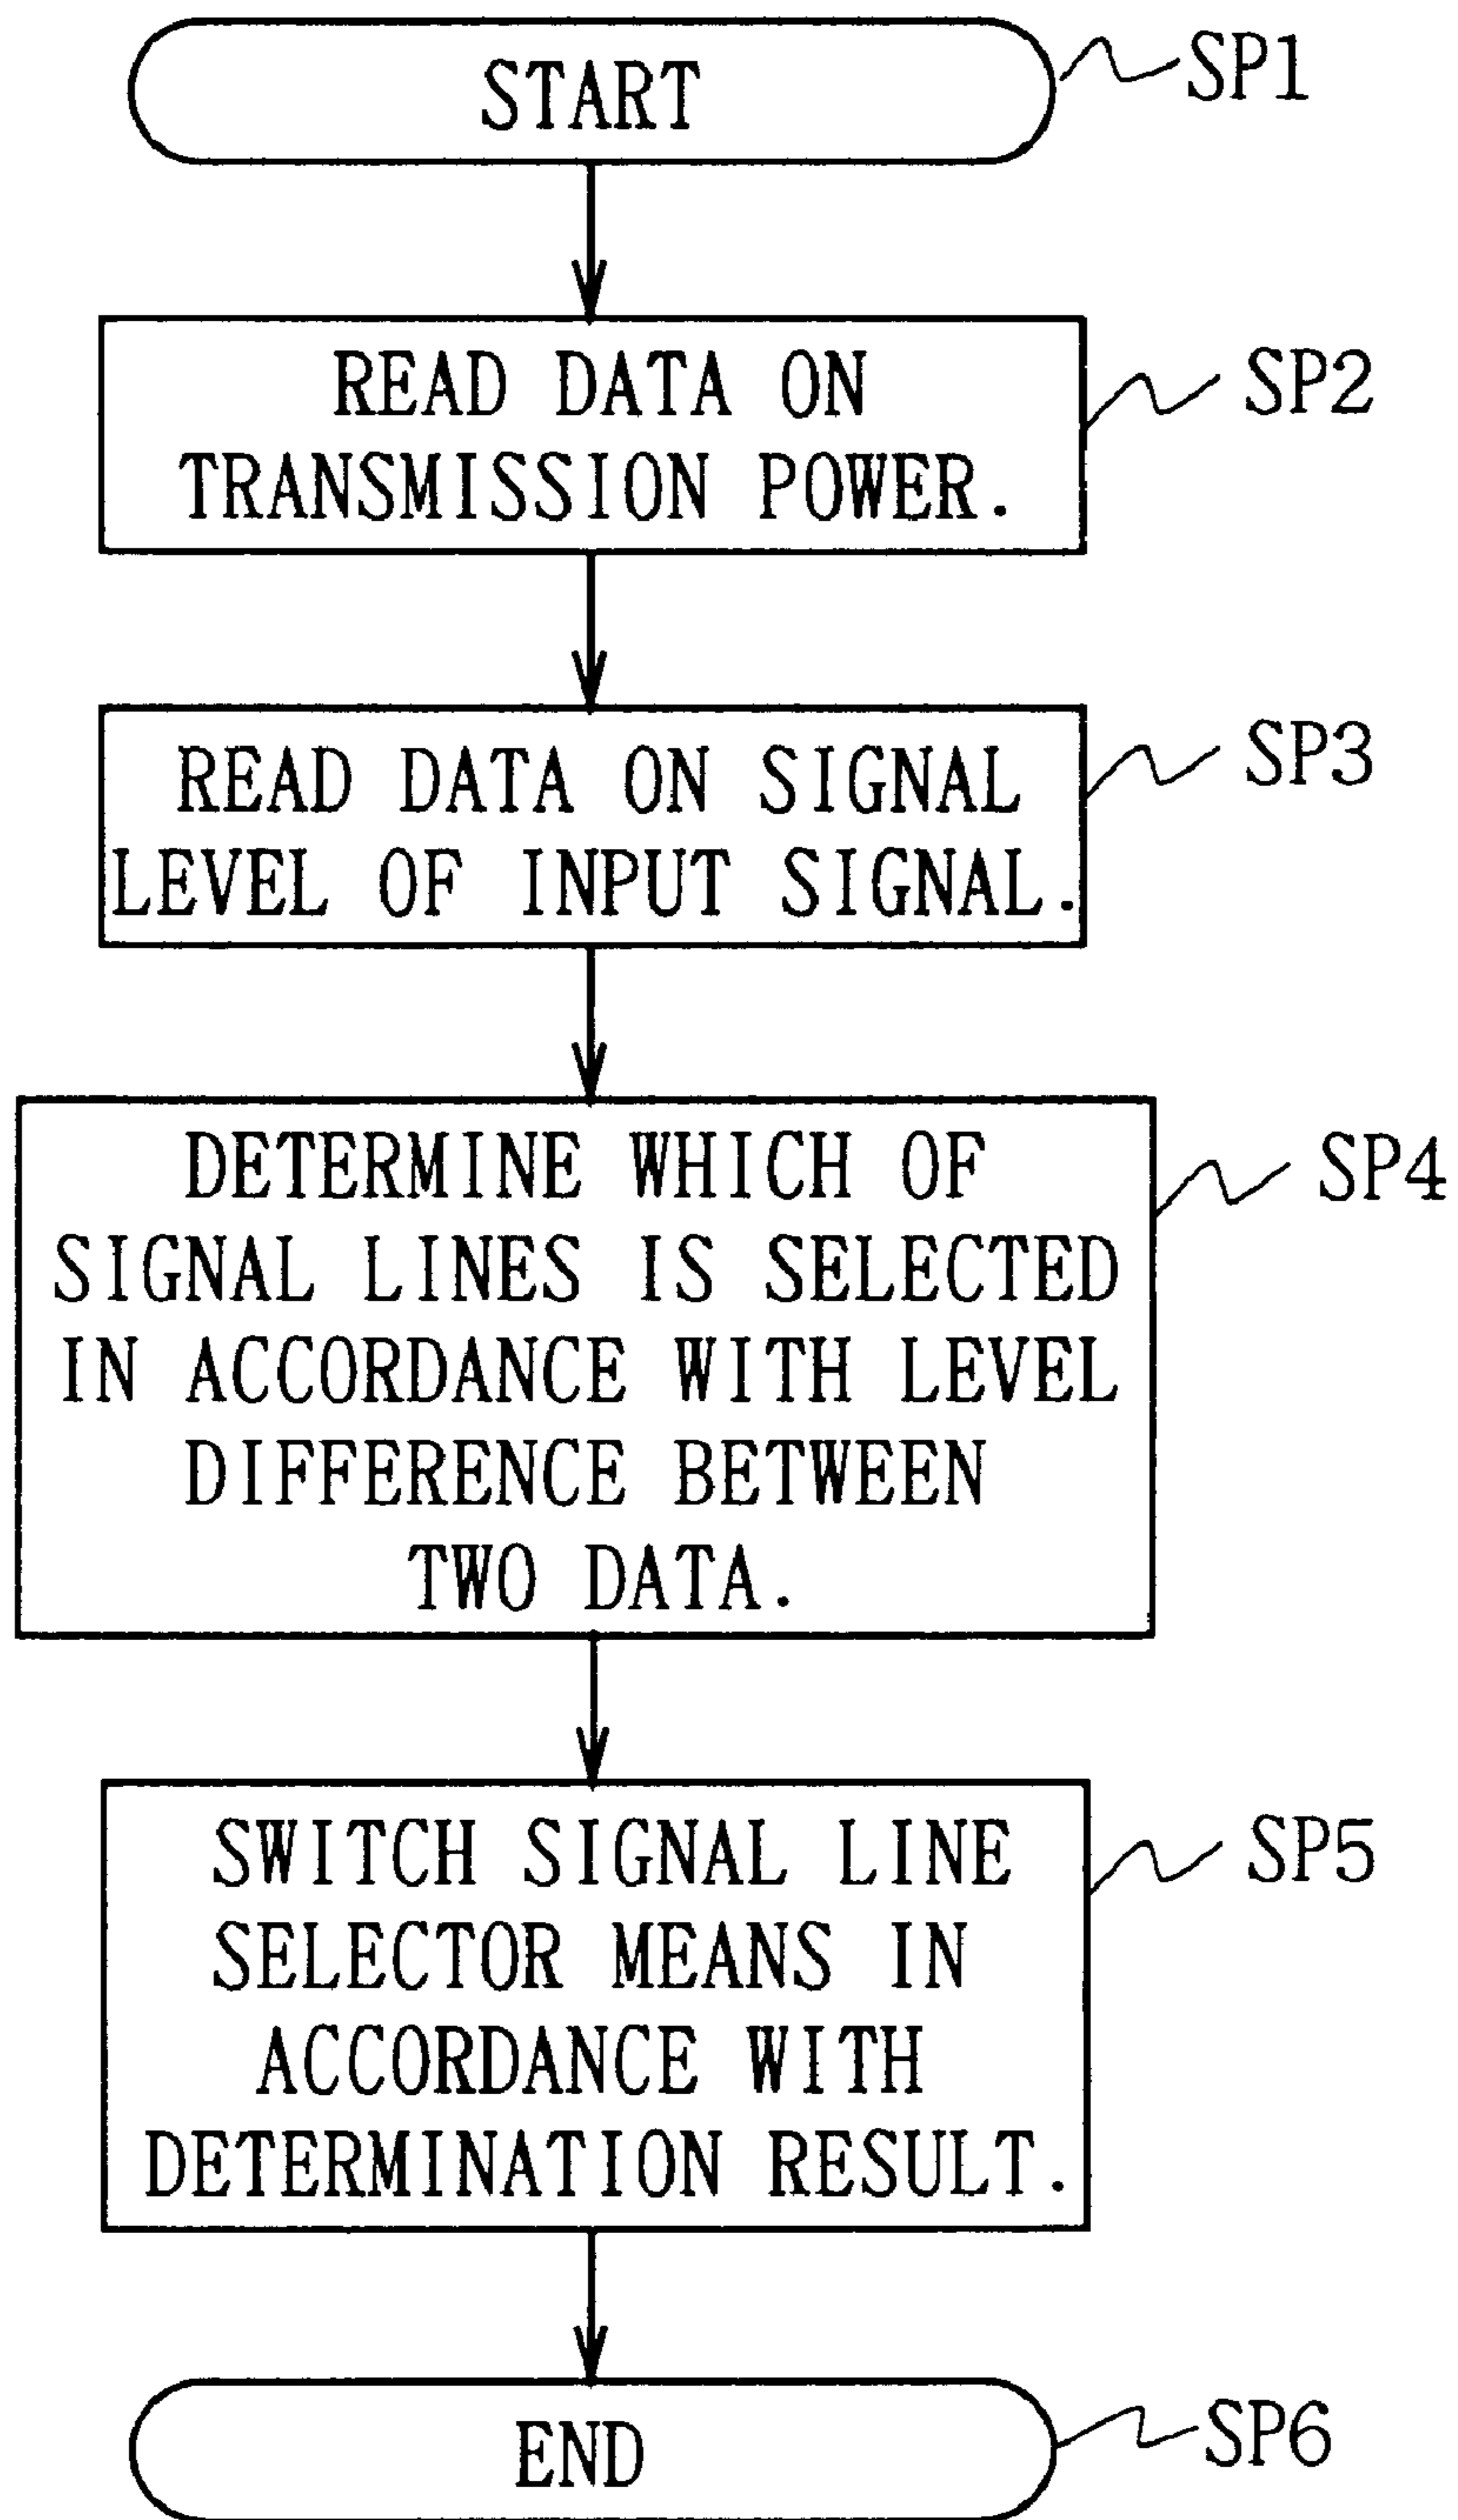 START
SP1
READ DATA ON
TRANSMISSION POWER.
SP2
READ DATA ON SIGNAL
LEVEL OF INPUT SIGNAL.
SP3
DETERMINE WHICH OF
SIGNAL LINES IS SELECTED
IN ACCORDANCE WITH LEVEL
DIFFERENCE BETWEEN
TWO DATA.
SP4
SWITCH SIGNAL LINE
SELECTOR MEANS IN
ACCORDANCE WITH
DETERMINATION RESULT.
SP5
END
SP6